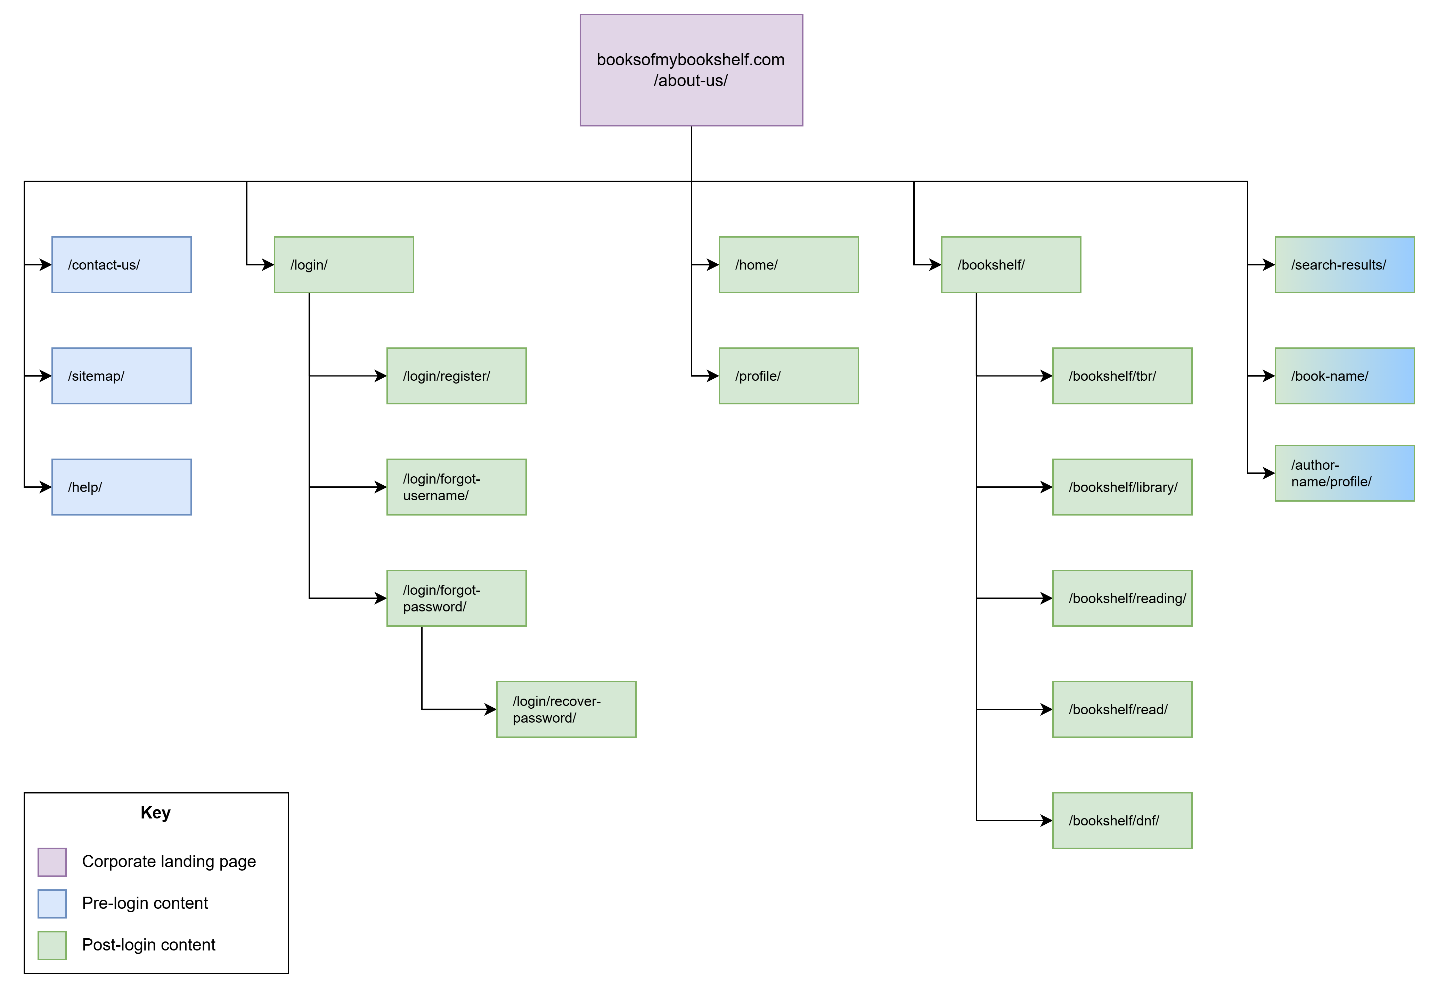 booksofmybookshelf.com
/about-us/
/contact-us/
/sitemap/
/help/
/login/
/login/register/
/login/forgot-
username/
/login/forgot-
password/
/login/recover-
password/
/home/
/profile/
/bookshelf/
/bookshelf/tbr/
/bookshelf/library/
/bookshelf/reading/
/bookshelf/read/
/bookshelf/dnf/
/search-results/
/book-name/
/author-
name/profile/
Key
Corporate landing page
Pre-login content
Post-login content